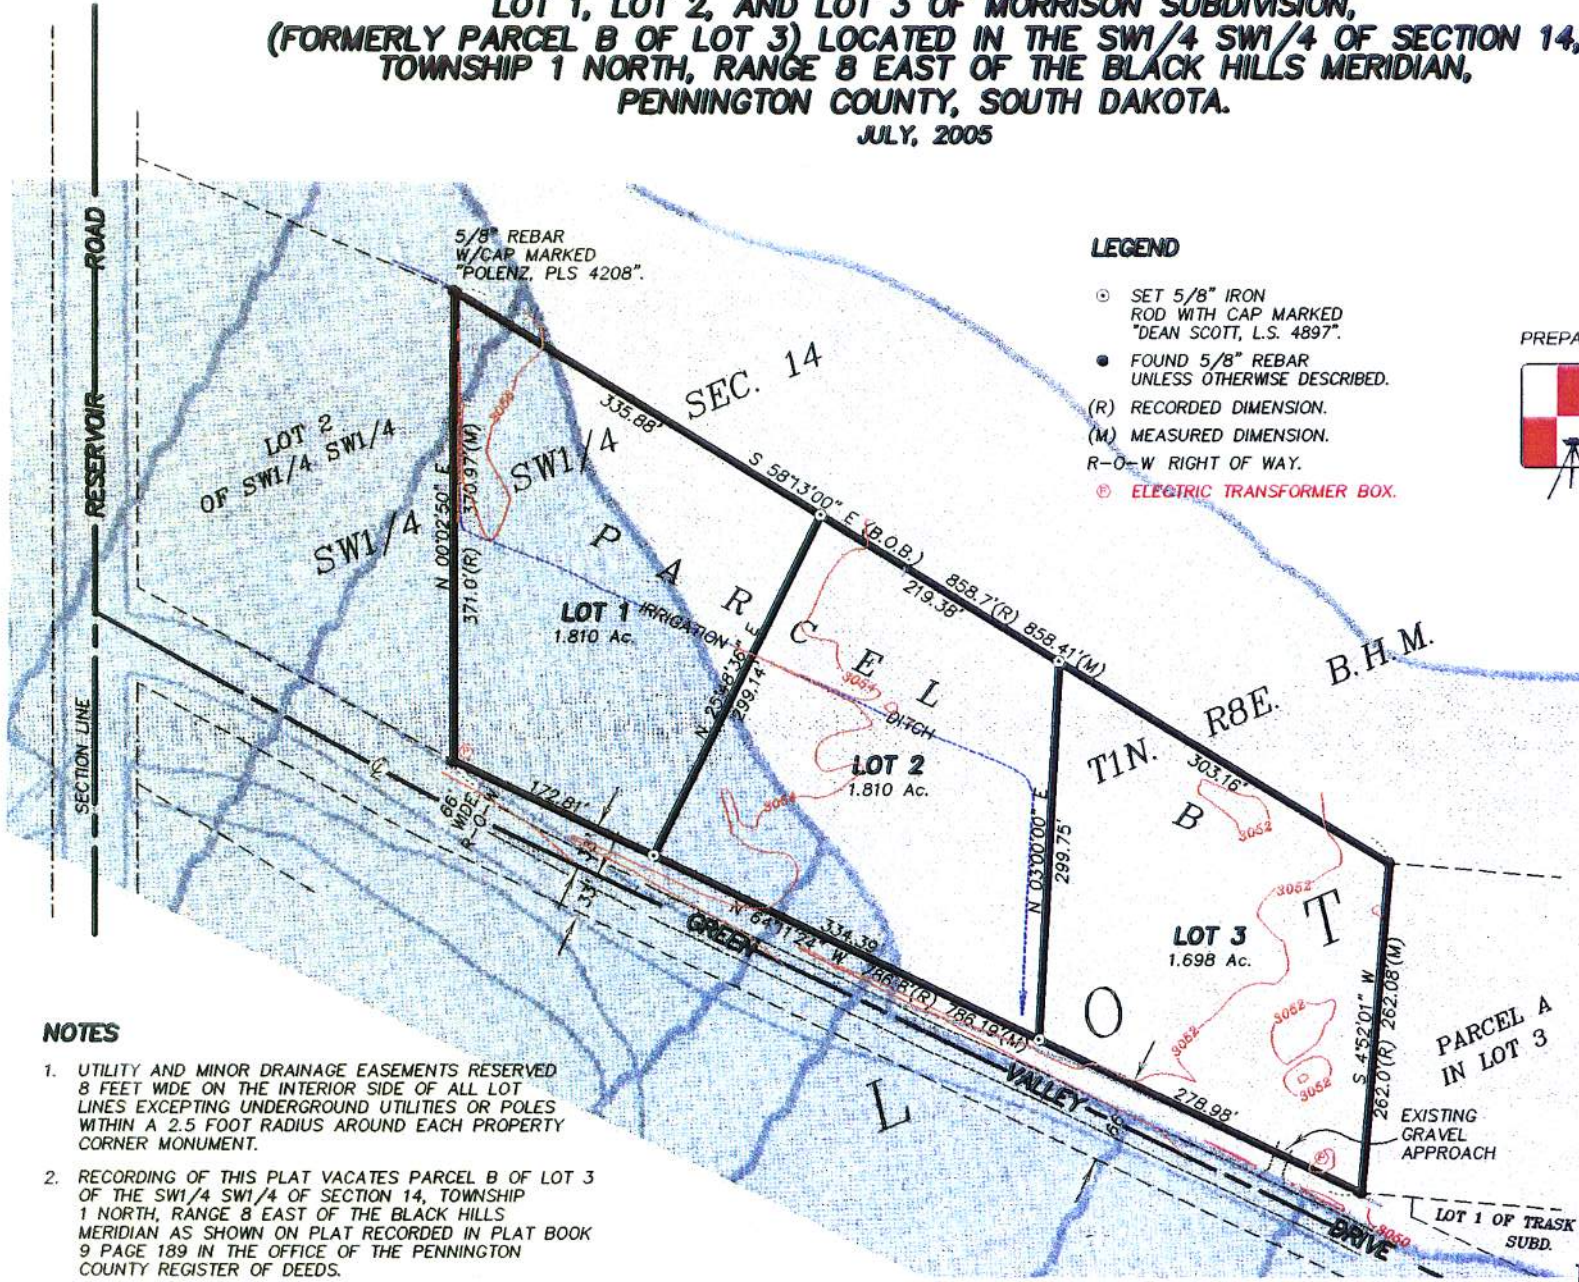 LOT 1, LOT 2, AND LOT 3 OF MORRISON SUBDIVISION,
(FORMERLY PARCEL B OF LOT 3) LOCATED IN THE SW1/4 SW1/4 OF SECTION 14,
TOWNSHIP 1 NORTH, RANGE 8 EAST OF THE BLACK HILLS MERIDIAN,
PENNINGTON COUNTY, SOUTH DAKOTA.
JULY, 2005
RESERVOIR ROAD
SECTION LINE
5/8" REBAR
W/CAP MARKED
"POLENZ, PLS 4208".
LEGEND
SET 5/8" IRON
ROD WITH CAP MARKED
"DEAN SCOTT, L.S. 4897".
FOUND 5/8" REBAR
UNLESS OTHERWISE DESCRIBED.
(R) RECORDED DIMENSION.
(M) MEASURED DIMENSION.
R-O-W RIGHT OF WAY.
Ⓔ ELECTRIC TRANSFORMER BOX.
PREPA
LOT 2
OF SW1/4 SW1/4
SW1/4
SW1/4
SEC. 14
T1N. R8E. B.H.M.
PARCEL B
LOT
335.88'
S 58°13'00" E (B.O.B.)
858.7'(R) 858.41'(M)
219.38'
303.16'
N 00°02'50" E
371.0'(R) 370.97'(M)
3056
LOT 1
1.810 Ac.
IRRIGATION
DITCH
N 25°48'36" E
299.14'
3054
LOT 2
1.810 Ac.
3054
N 03°00'00" E
299.75'
3052
3052
LOT 3
1.698 Ac.
3052
3052
3052
S 4°52'01" W
262.0'(R) 262.08'(M)
PARCEL A
IN LOT 3
172.81'
66'
WIDE
R-O-W
33'
33'
N 64°11'24" W
334.39'
786.8'(R) 786.19'(M)
278.98'
66'
GREEN VALLEY DRIVE
EXISTING
GRAVEL
APPROACH
3050
LOT 1 OF TRASK
SUBD.
NOTES
1. UTILITY AND MINOR DRAINAGE EASEMENTS RESERVED
8 FEET WIDE ON THE INTERIOR SIDE OF ALL LOT
LINES EXCEPTING UNDERGROUND UTILITIES OR POLES
WITHIN A 2.5 FOOT RADIUS AROUND EACH PROPERTY
CORNER MONUMENT.
2. RECORDING OF THIS PLAT VACATES PARCEL B OF LOT 3
OF THE SW1/4 SW1/4 OF SECTION 14, TOWNSHIP
1 NORTH, RANGE 8 EAST OF THE BLACK HILLS
MERIDIAN AS SHOWN ON PLAT RECORDED IN PLAT BOOK
9 PAGE 189 IN THE OFFICE OF THE PENNINGTON
COUNTY REGISTER OF DEEDS.